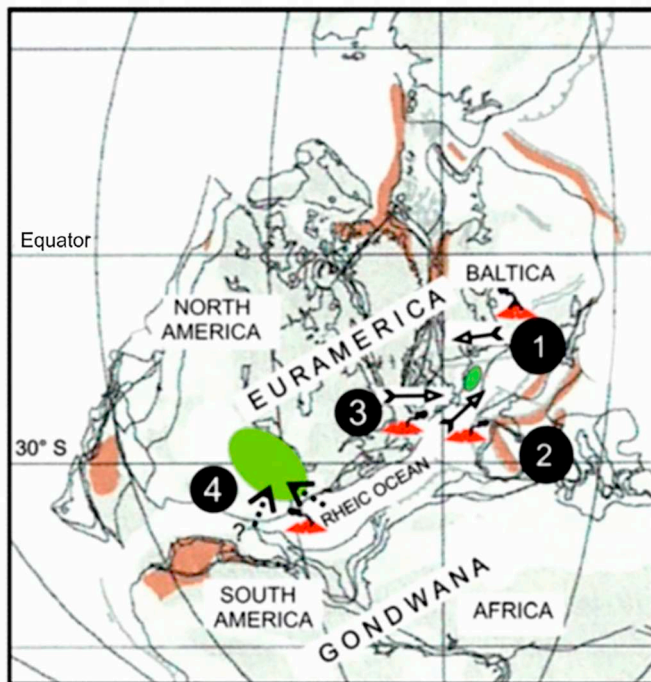 Equator
BALTICA
NORTH
AMERICA
EURAMERICA
1
3
2
30° S
4
RHEIC OCEAN
?
SOUTH
AMERICA
GONDWANA
AFRICA